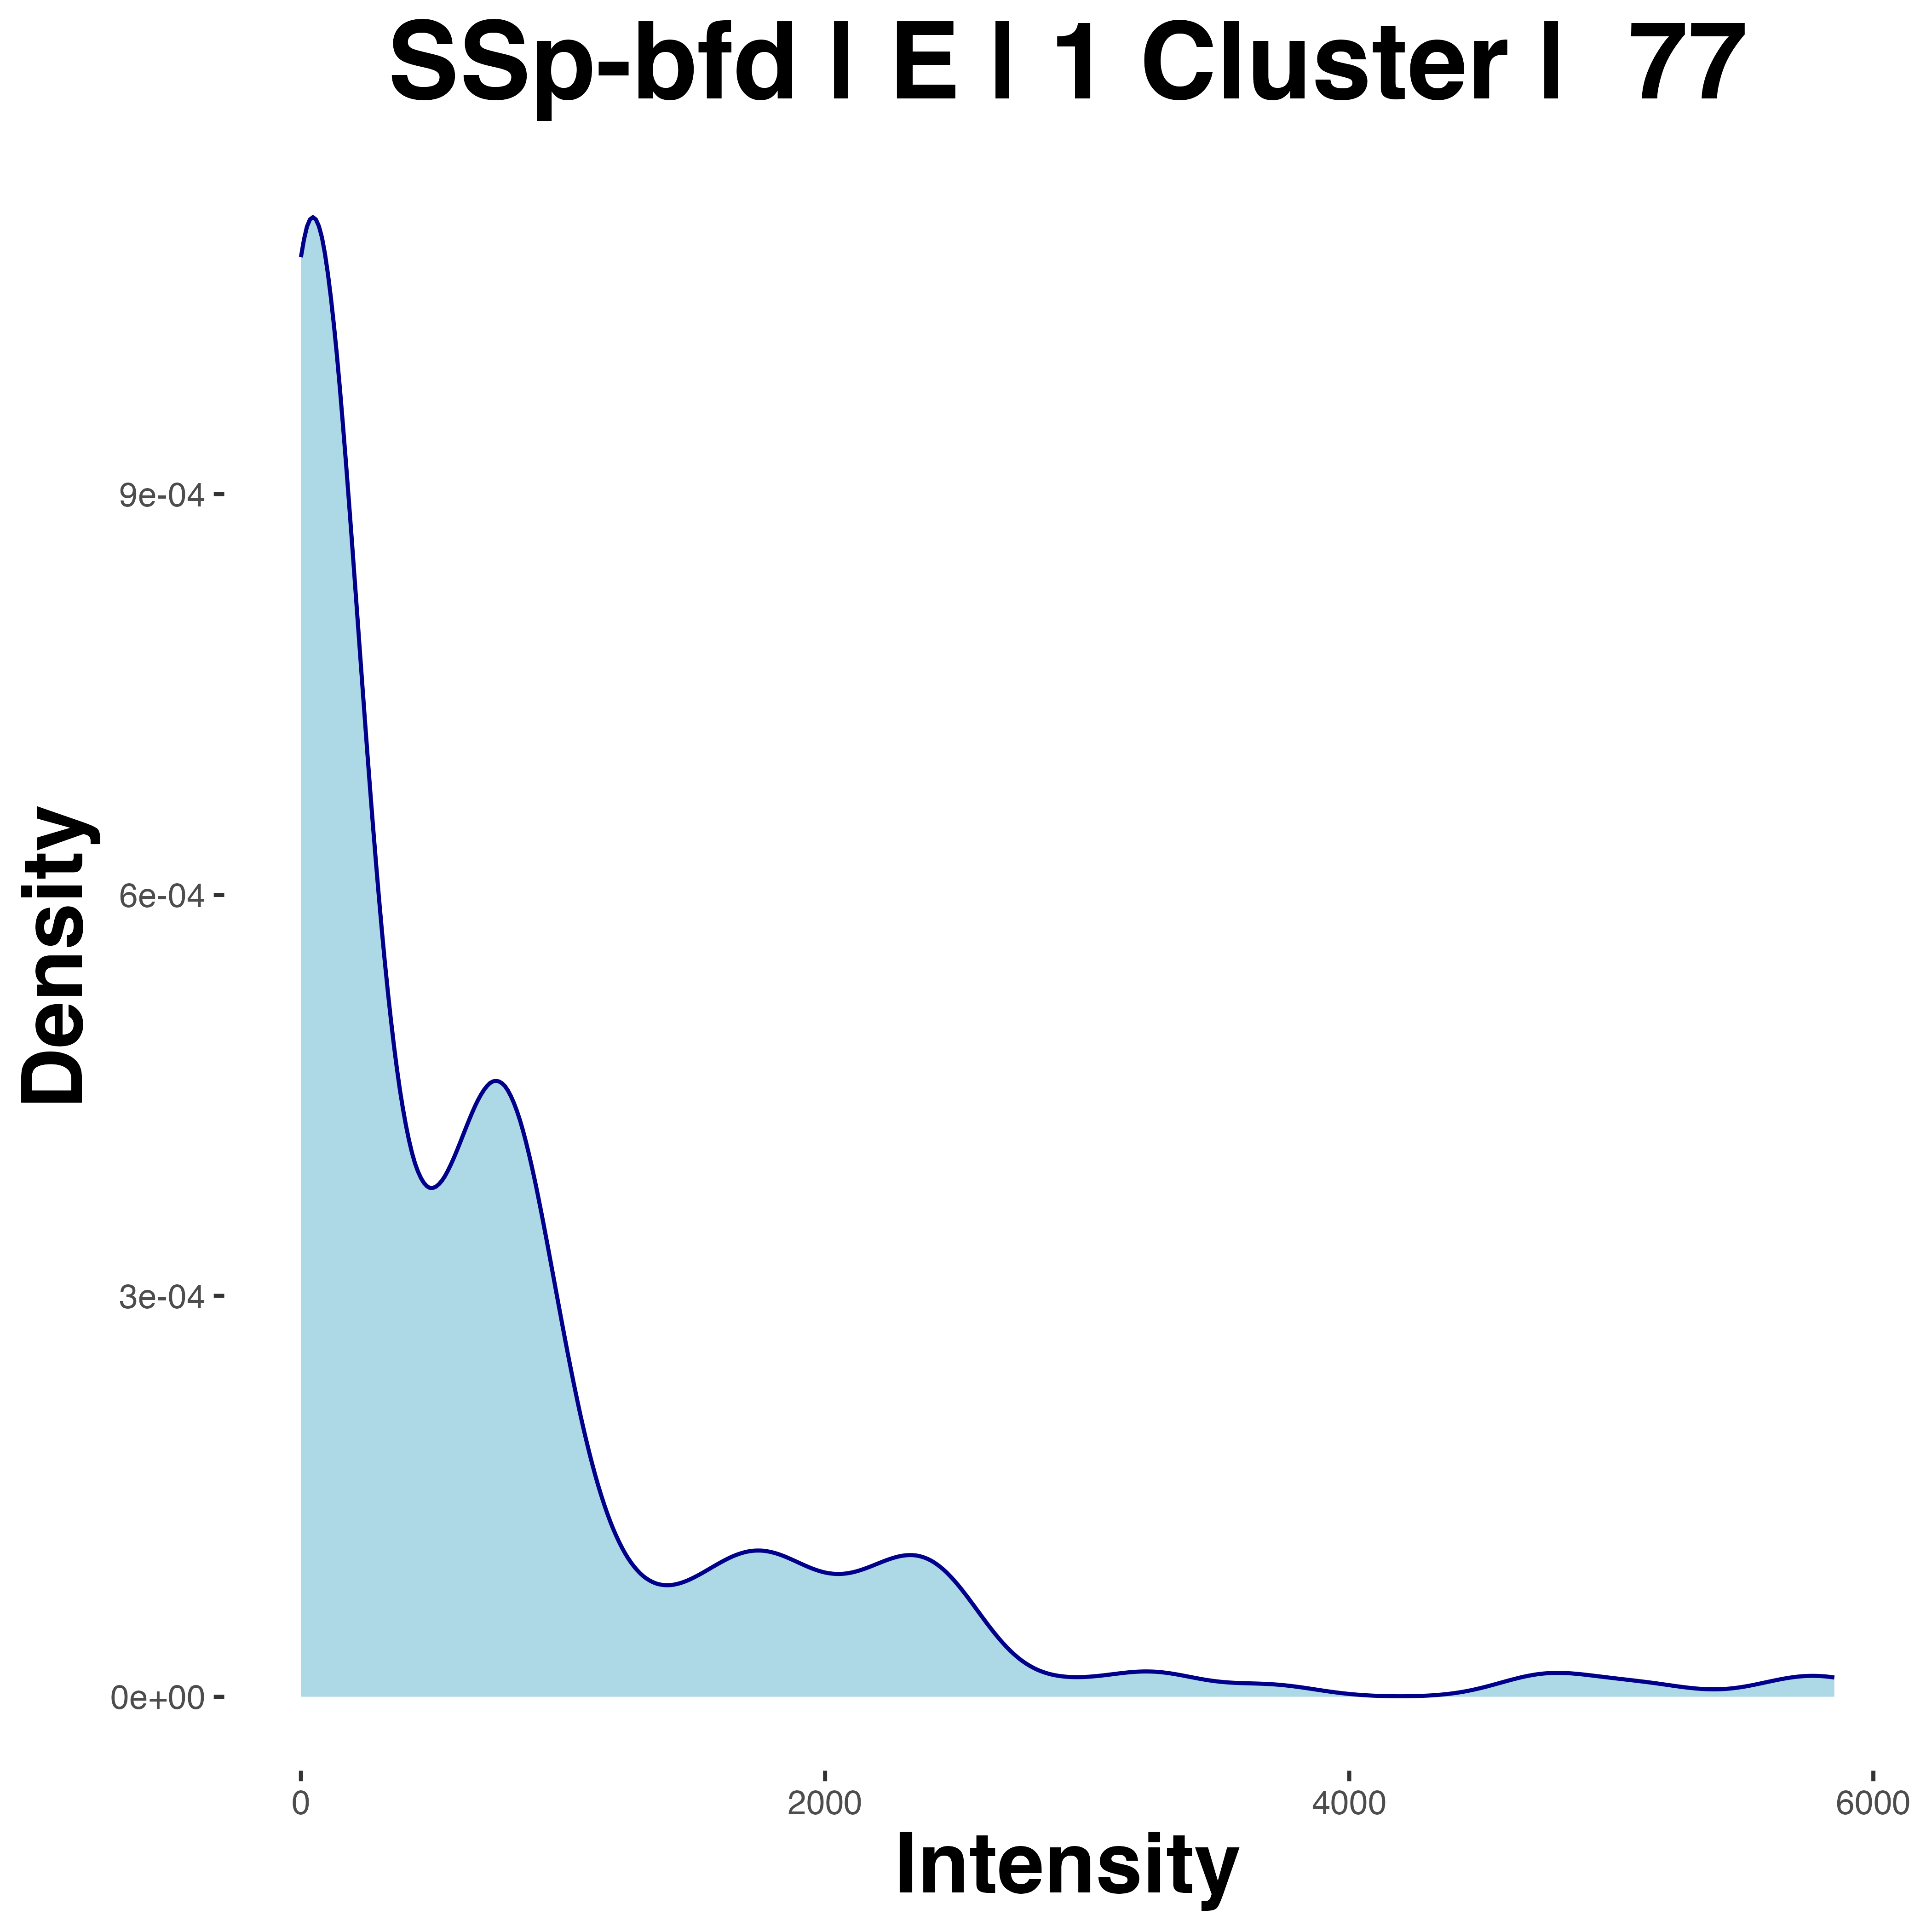 SSp-bfd | E | 1 Cluster | 77
Density
9e-04
6e-04
3e-04
0e+00
0
2000
4000
6000
Intensity